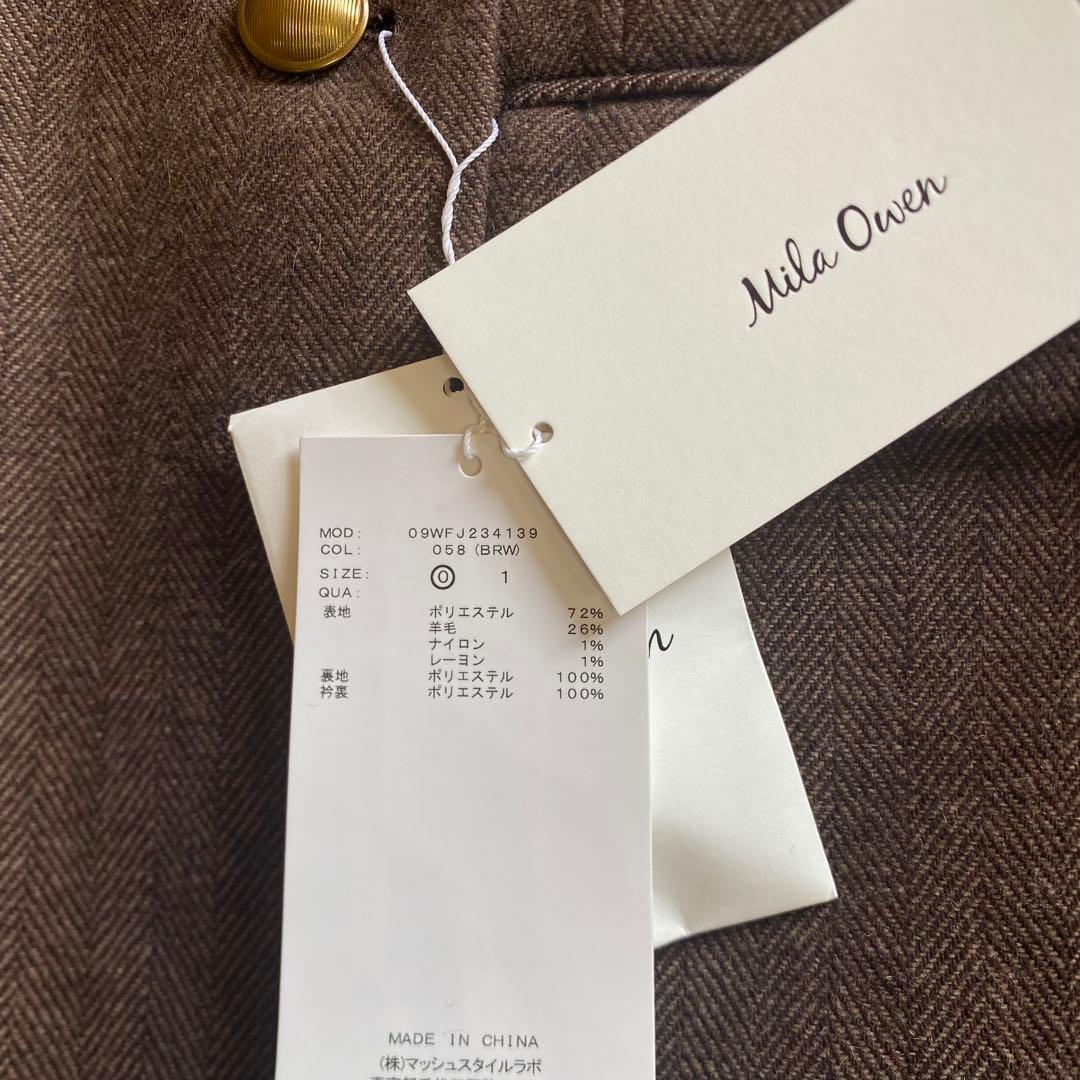 Mila Owen
MOD: 09WFJ234139
COL: 058 (BRW)
SIZE: 0 1
QUA:
表地 ポリエステル 72%
羊毛 26%
ナイロン 1%
レーヨン 1%
裏地 ポリエステル 100%
衿裏 ポリエステル 100%
n
MADE IN CHINA
(株)マッシュスタイルラボ